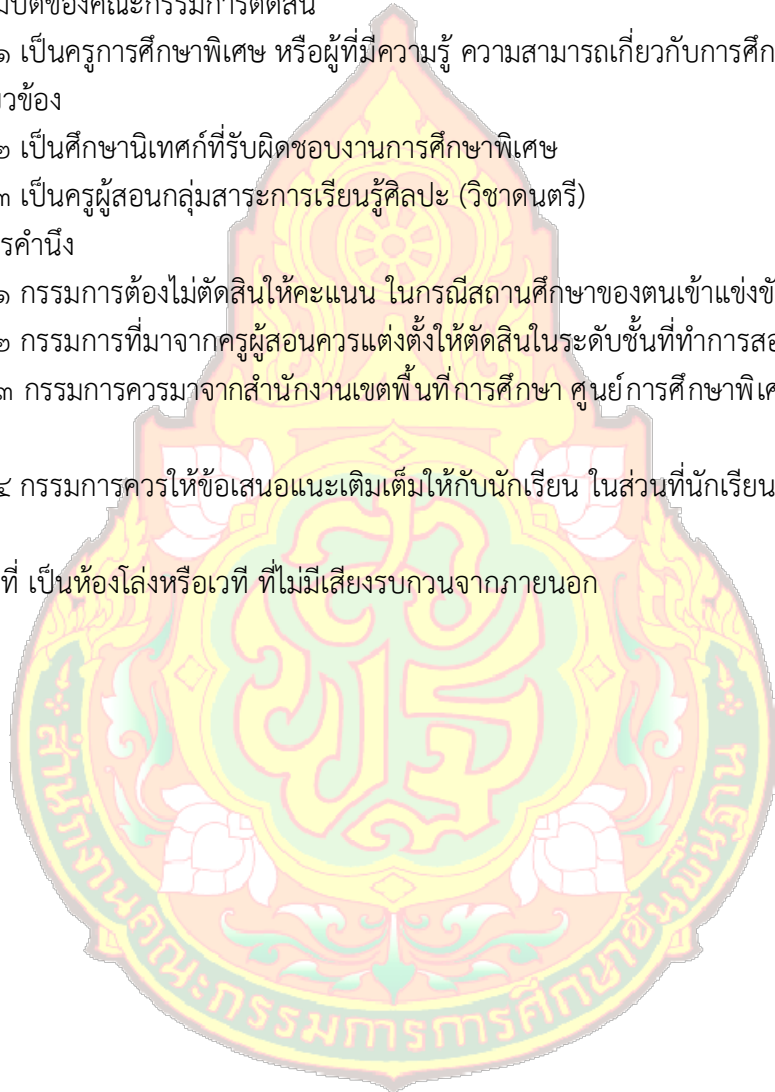 มบัติของคณะกรรมการตัดสิน
๑ เป็นครูการศึกษาพิเศษ หรือผู้ที่มีความรู้ ความสามารถเกี่ยวกับการศึก
ยวข้อง
๒ เป็นศึกษานิเทศก์ที่รับผิดชอบงานการศึกษาพิเศษ
๓ เป็นครูผู้สอนกลุ่มสาระการเรียนรู้ศิลปะ (วิชาดนตรี)
รคำนึง
๑ กรรมการต้องไม่ตัดสินให้คะแนน ในกรณีสถานศึกษาของตนเข้าแข่งขั
๒ กรรมการที่มาจากครูผู้สอนควรแต่งตั้งให้ตัดสินในระดับชั้นที่ทำการสอ
๓ กรรมการควรมาจากสำนักงานเขตพื้นที่การศึกษา ศูนย์การศึกษาพิเศ
๔ กรรมการควรให้ข้อเสนอแนะเติมเต็มให้กับนักเรียน ในส่วนที่นักเรียน
ที่ เป็นห้องโล่งหรือเวที ที่ไม่มีเสียงรบกวนจากภายนอก
สำนักงานคณะกรรมการการศึกษาขั้นพื้นฐาน